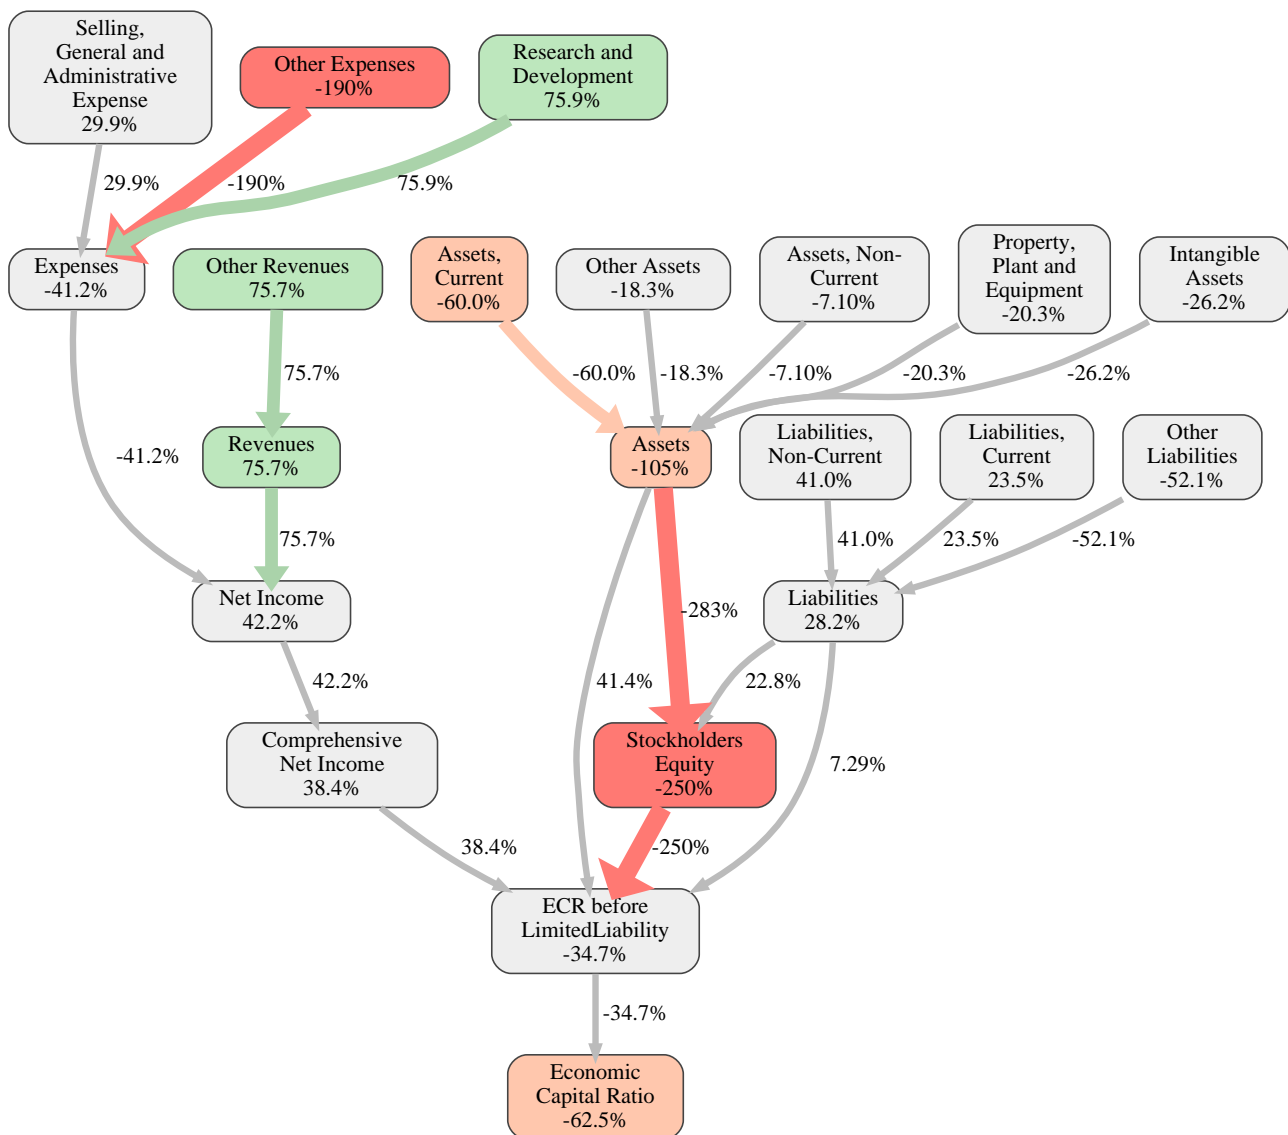 Selling,
General and
Administrative
Expense
29.9%
Other Expenses
-190%
Research and
Development
75.9%
29.9%
-190%
75.9%
Expenses
-41.2%
Other Revenues
75.7%
Assets,
Current
-60.0%
Other Assets
-18.3%
Assets, Non-
Current
-7.10%
Property,
Plant and
Equipment
-20.3%
Intangible
Assets
-26.2%
75.7%
-60.0%
-18.3%
-7.10%
-20.3%
-26.2%
-41.2%
Revenues
75.7%
Assets
-105%
Liabilities,
Non-Current
41.0%
Liabilities,
Current
23.5%
Other
Liabilities
-52.1%
75.7%
41.0%
23.5%
-52.1%
Net Income
42.2%
-283%
Liabilities
28.2%
42.2%
41.4%
22.8%
Comprehensive
Net Income
38.4%
Stockholders
Equity
-250%
7.29%
38.4%
-250%
ECR before
LimitedLiability
-34.7%
-34.7%
Economic
Capital Ratio
-62.5%